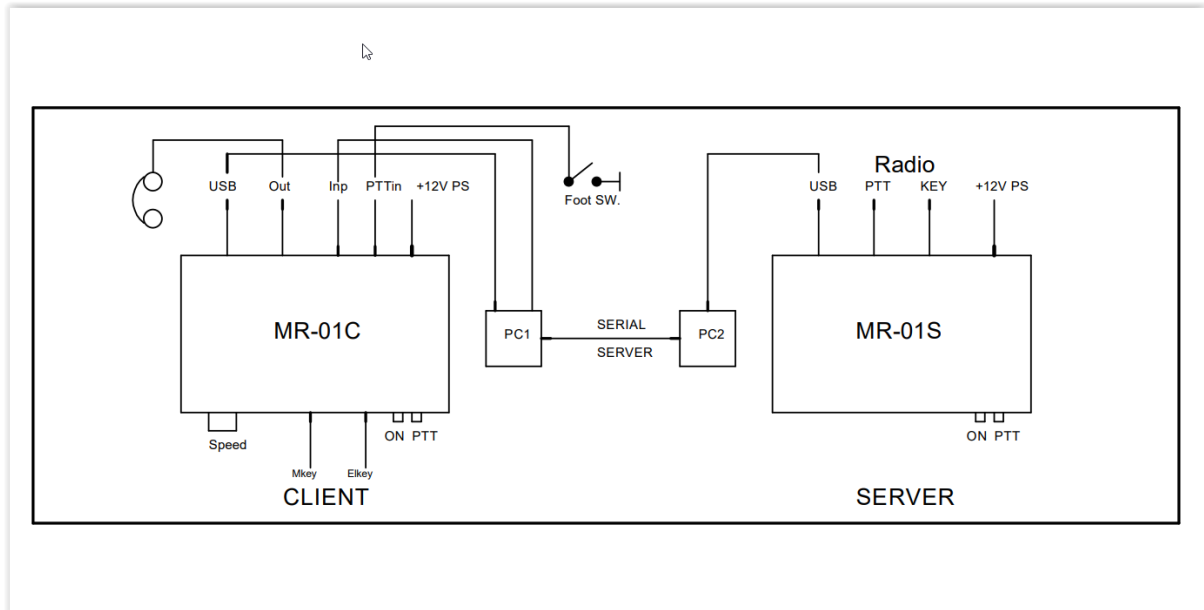 Radio
USB Out Inp PTTin +12V PS
Foot SW.
USB PTT KEY +12V PS
MR-01C
PC1
SERIAL
SERVER
PC2
MR-01S
Speed
ON PTT
ON PTT
Mkey Elkey
CLIENT
SERVER